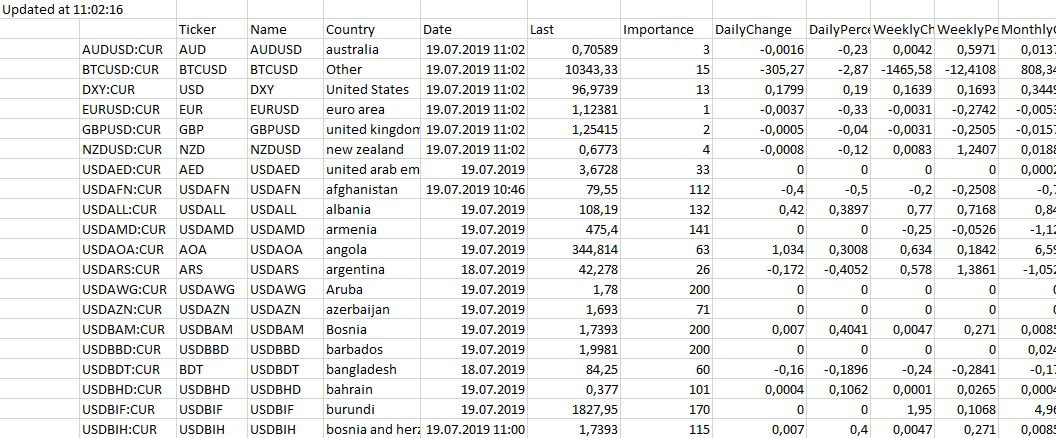 Updated at 11:02:16
Ticker Name Country Date Last Importance DailyChange DailyPerce WeeklyCh WeeklyPe MonthlyC
AUDUSD:CUR AUD AUDUSD australia 19.07.2019 11:02 0,70589 3 -0,0016 -0,23 0,0042 0,5971 0,0137
BTCUSD:CUR BTCUSD BTCUSD Other 19.07.2019 11:02 10343,33 15 -305,27 -2,87 -1465,58 -12,4108 808,34
DXY:CUR USD DXY United States 19.07.2019 11:02 96,9739 13 0,1799 0,19 0,1639 0,1693 0,3449
EURUSD:CUR EUR EURUSD euro area 19.07.2019 11:02 1,12381 1 -0,0037 -0,33 -0,0031 -0,2742 -0,0053
GBPUSD:CUR GBP GBPUSD united kingdom 19.07.2019 11:02 1,25415 2 -0,0005 -0,04 -0,0031 -0,2505 -0,0157
NZDUSD:CUR NZD NZDUSD new zealand 19.07.2019 11:02 0,6773 4 -0,0008 -0,12 0,0083 1,2407 0,0188
USDAED:CUR AED USDAED united arab em 19.07.2019 3,6728 33 0 0 0 0 0,0002
USDAFN:CUR USDAFN USDAFN afghanistan 19.07.2019 10:46 79,55 112 -0,4 -0,5 -0,2 -0,2508 -0,7
USDALL:CUR USDALL USDALL albania 19.07.2019 108,19 132 0,42 0,3897 0,77 0,7168 0,84
USDAMD:CUR USDAMD USDAMD armenia 19.07.2019 475,4 141 0 0 -0,25 -0,0526 -1,12
USDAOA:CUR AOA USDAOA angola 19.07.2019 344,814 63 1,034 0,3008 0,634 0,1842 6,59
USDARS:CUR ARS USDARS argentina 18.07.2019 42,278 26 -0,172 -0,4052 0,578 1,3861 -1,052
USDAWG:CUR USDAWG USDAWG Aruba 19.07.2019 1,78 200 0 0 0 0 0
USDAZN:CUR USDAZN USDAZN azerbaijan 19.07.2019 1,693 71 0 0 0 0 0
USDBAM:CUR USDBAM USDBAM Bosnia 19.07.2019 1,7393 200 0,007 0,4041 0,0047 0,271 0,0085
USDBBD:CUR USDBBD USDBBD barbados 19.07.2019 1,9981 200 0 0 0 0 0,024
USDBDT:CUR BDT USDBDT bangladesh 18.07.2019 84,25 60 -0,16 -0,1896 -0,24 -0,2841 -0,17
USDBHD:CUR USDBHD USDBHD bahrain 19.07.2019 0,377 101 0,0004 0,1062 0,0001 0,0265 0,0004
USDBIF:CUR USDBIF USDBIF burundi 19.07.2019 1827,95 170 0 0 1,95 0,1068 4,96
USDBIH:CUR USDBIH USDBIH bosnia and herz 19.07.2019 11:00 1,7393 115 0,007 0,4 0,0047 0,271 0,0085